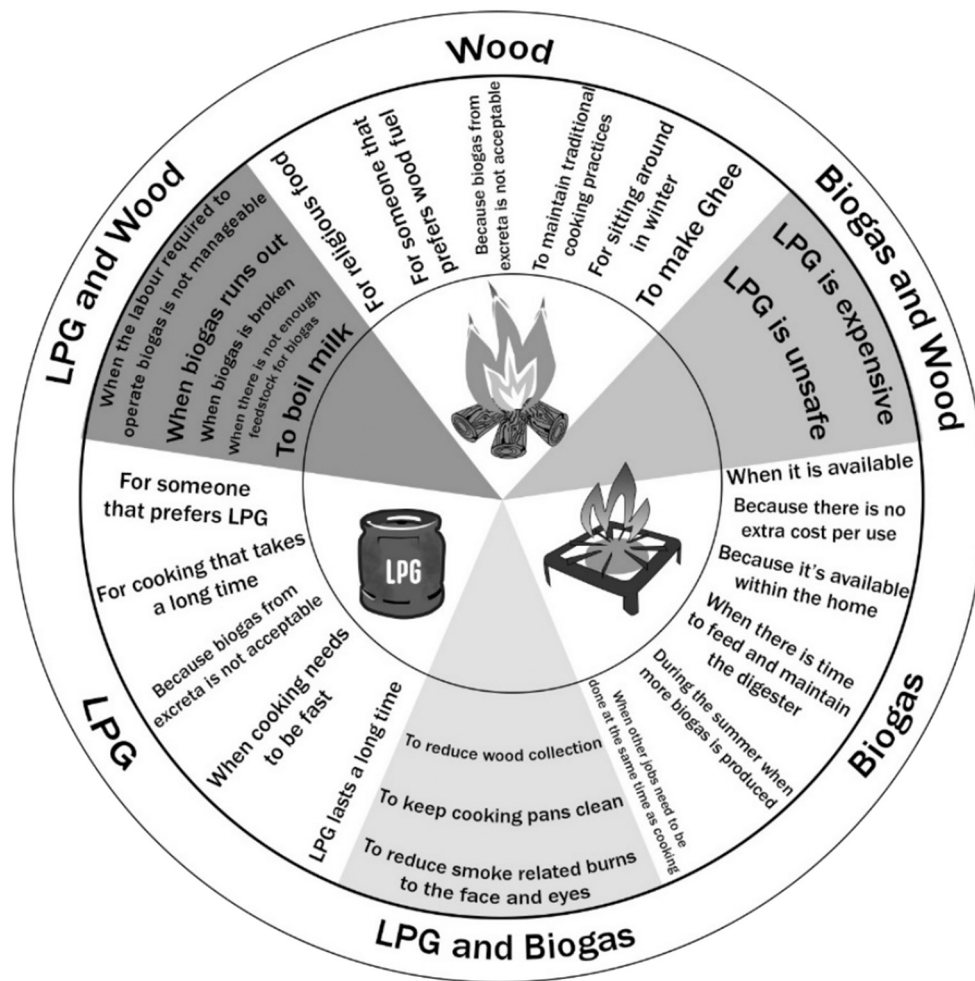 Wood
For religious food
For someone that
prefers wood fuel
Because biogas from
excreta is not acceptable
To maintain traditional
cooking practices
For sitting around
in winter
To make Ghee
Biogas and Wood
LPG is expensive
LPG is unsafe
Biogas
When it is available
Because there is no
extra cost per use
Because it's available
within the home
When there is time
to feed and maintain
the digester
During the summer when
more biogas is produced
When other jobs need to be
done at the same time as cooking
LPG and Biogas
To reduce wood collection
To keep cooking pans clean
To reduce smoke related burns
to the face and eyes
LPG
For someone
that prefers LPG
For cooking that takes
a long time
Because biogas from
excreta is not acceptable
When cooking needs
to be fast
LPG lasts a long time
LPG and Wood
When the labour required to
operate biogas is not manageable
When biogas runs out
When biogas is broken
When there is not enough
feedstock for biogas
To boil milk
LPG